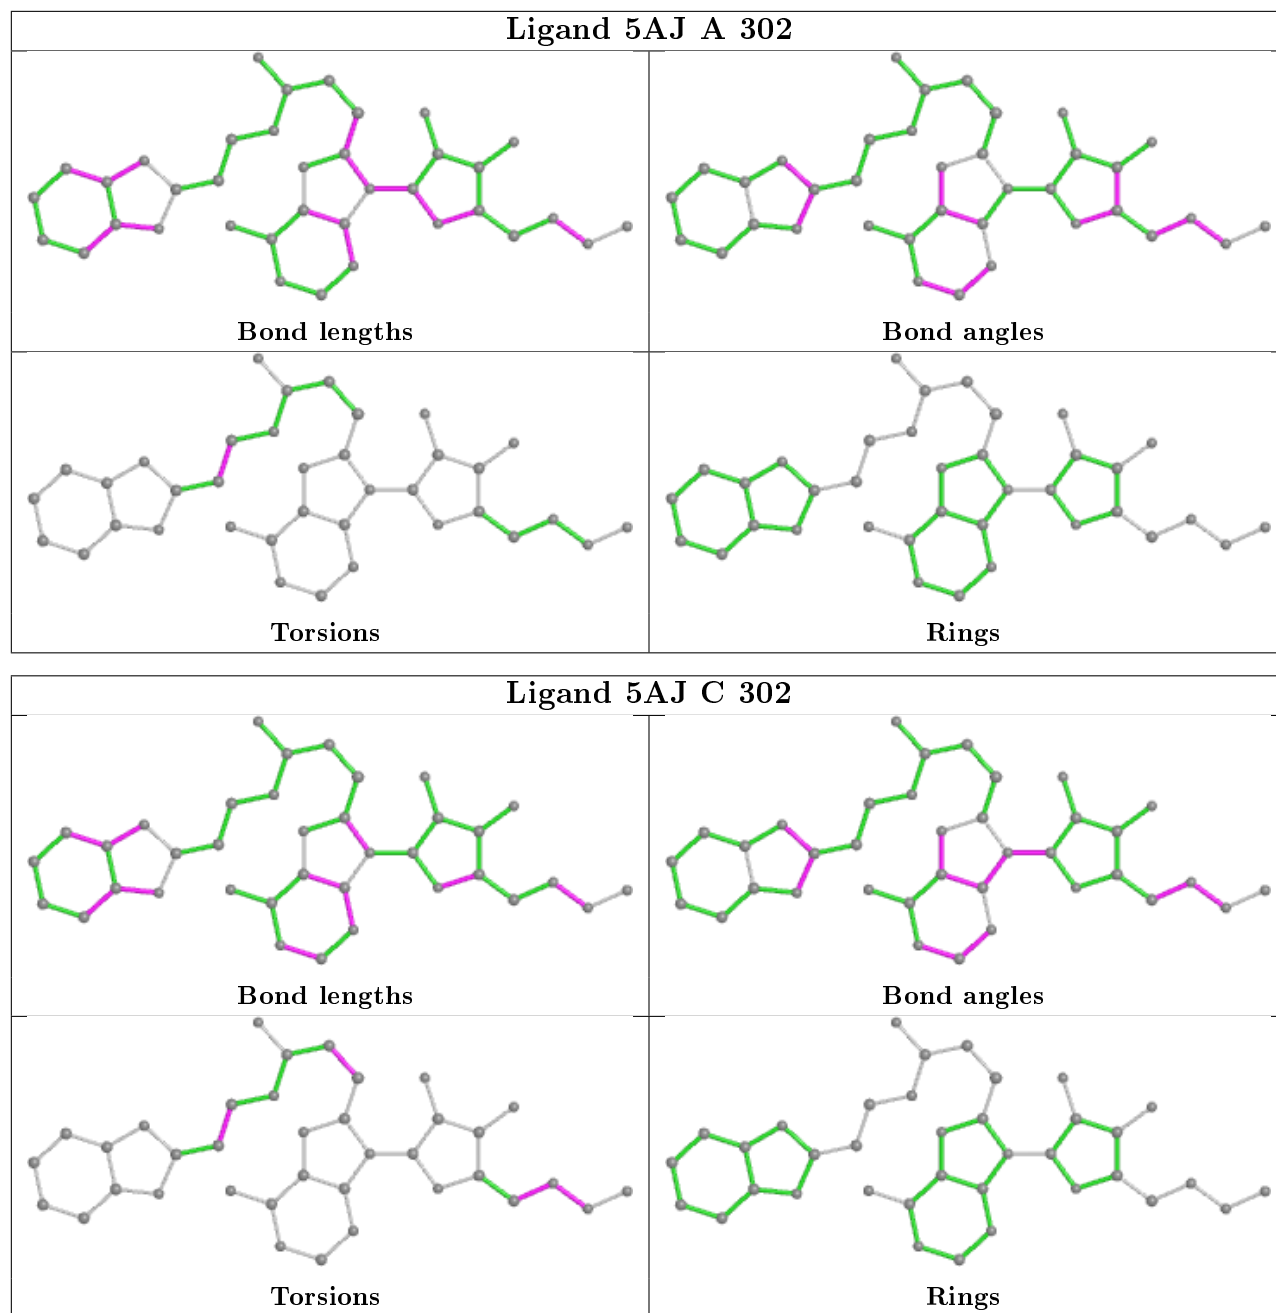 Ligand 5AJ A 302
Bond lengths
Bond angles
Torsions
Rings
Ligand 5AJ C 302
Bond lengths
Bond angles
Torsions
Rings